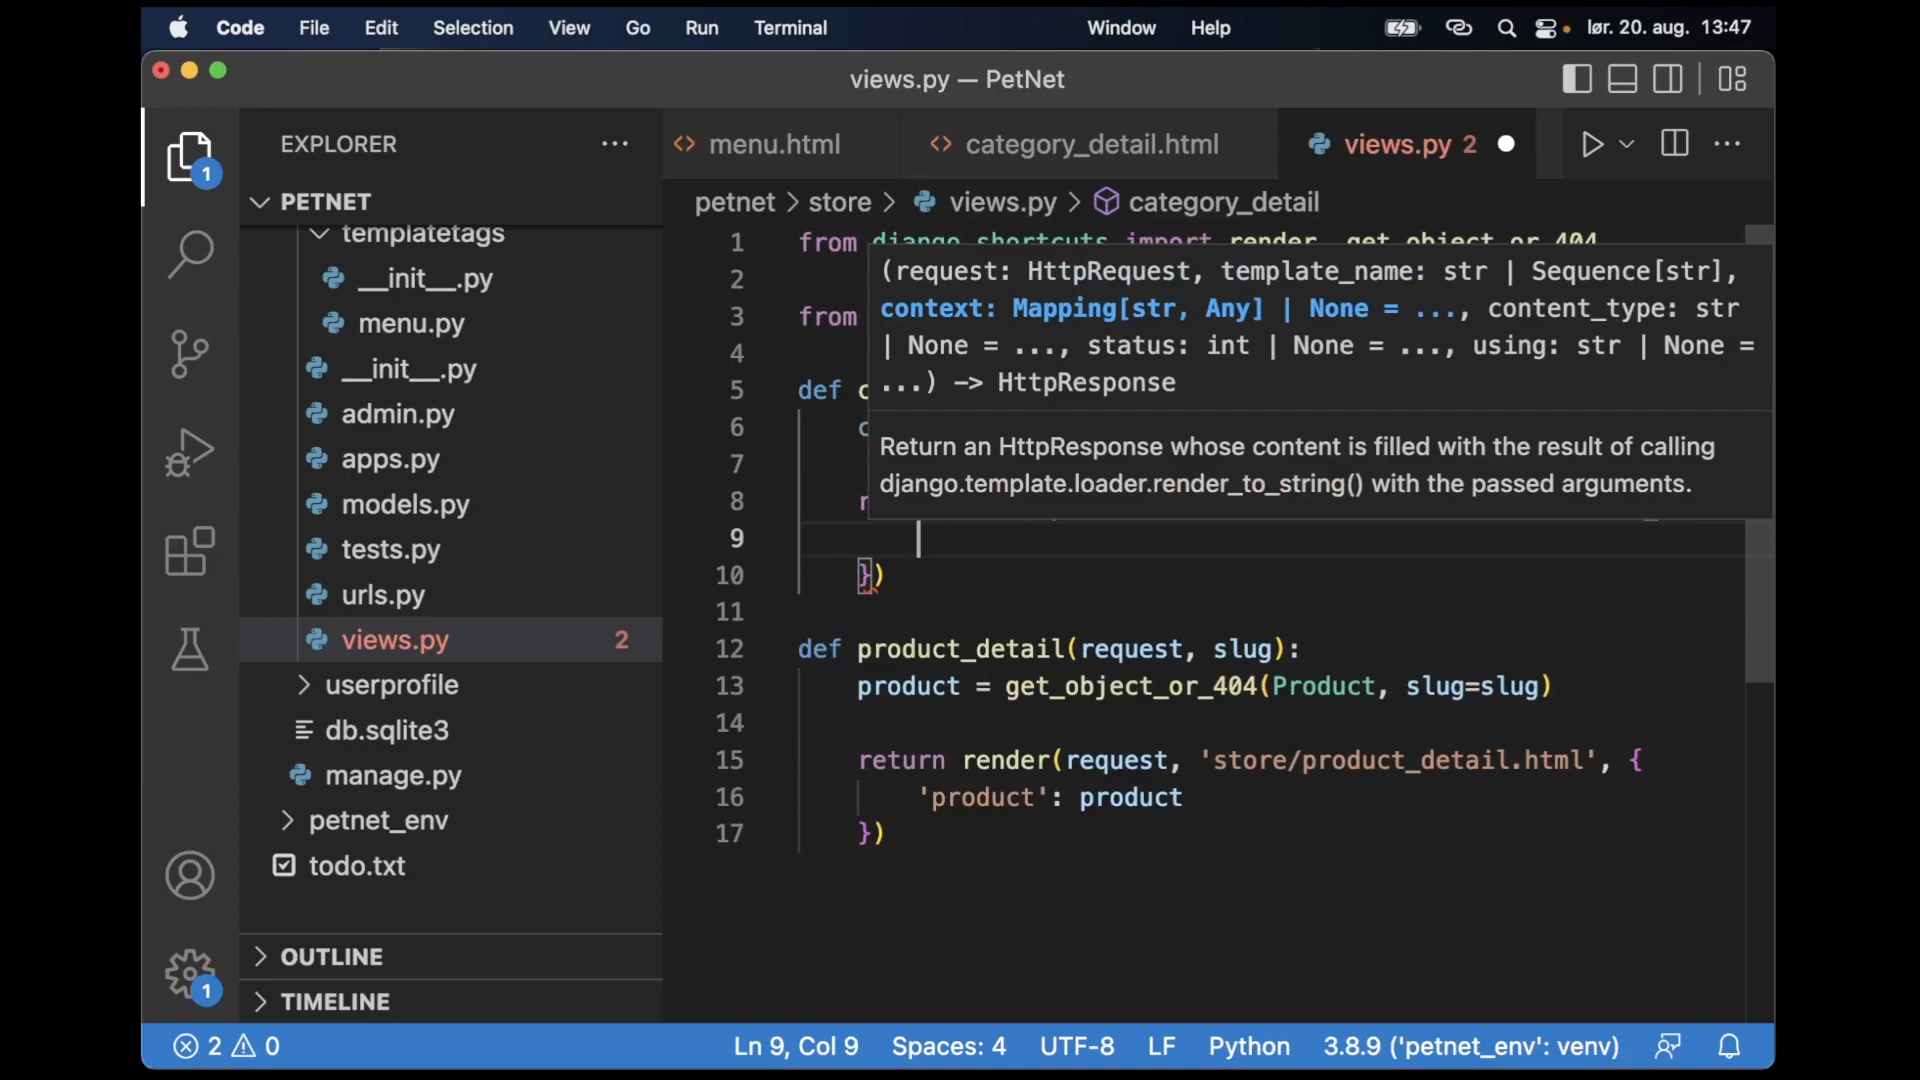 Code File Edit Selection View Go Run Terminal Window Help lør. 20. aug. 13:47
views.py — PetNet
EXPLORER ···
menu.html
category_detail.html
views.py 2
petnet > store > views.py > category_detail
1
PETNET
templatetags
__init__.py
menu.py
__init__.py
admin.py
apps.py
models.py
tests.py
urls.py
views.py 2
userprofile
db.sqlite3
manage.py
petnet_env
todo.txt
OUTLINE
TIMELINE
1
1 from django.shortcuts import render, get_object_or_404
2
3 from
4
5 def c
6 c
7
8 r
9
10 })
11
12 def product_detail(request, slug):
13 product = get_object_or_404(Product, slug=slug)
14
15 return render(request, 'store/product_detail.html', {
16 'product': product
17 })
(request: HttpRequest, template_name: str | Sequence[str],
context: Mapping[str, Any] | None = ..., content_type: str
| None = ..., status: int | None = ..., using: str | None =
...) -> HttpResponse
Return an HttpResponse whose content is filled with the result of calling
django.template.loader.render_to_string() with the passed arguments.
2 0 Ln 9, Col 9 Spaces: 4 UTF-8 LF Python 3.8.9 ('petnet_env': venv)